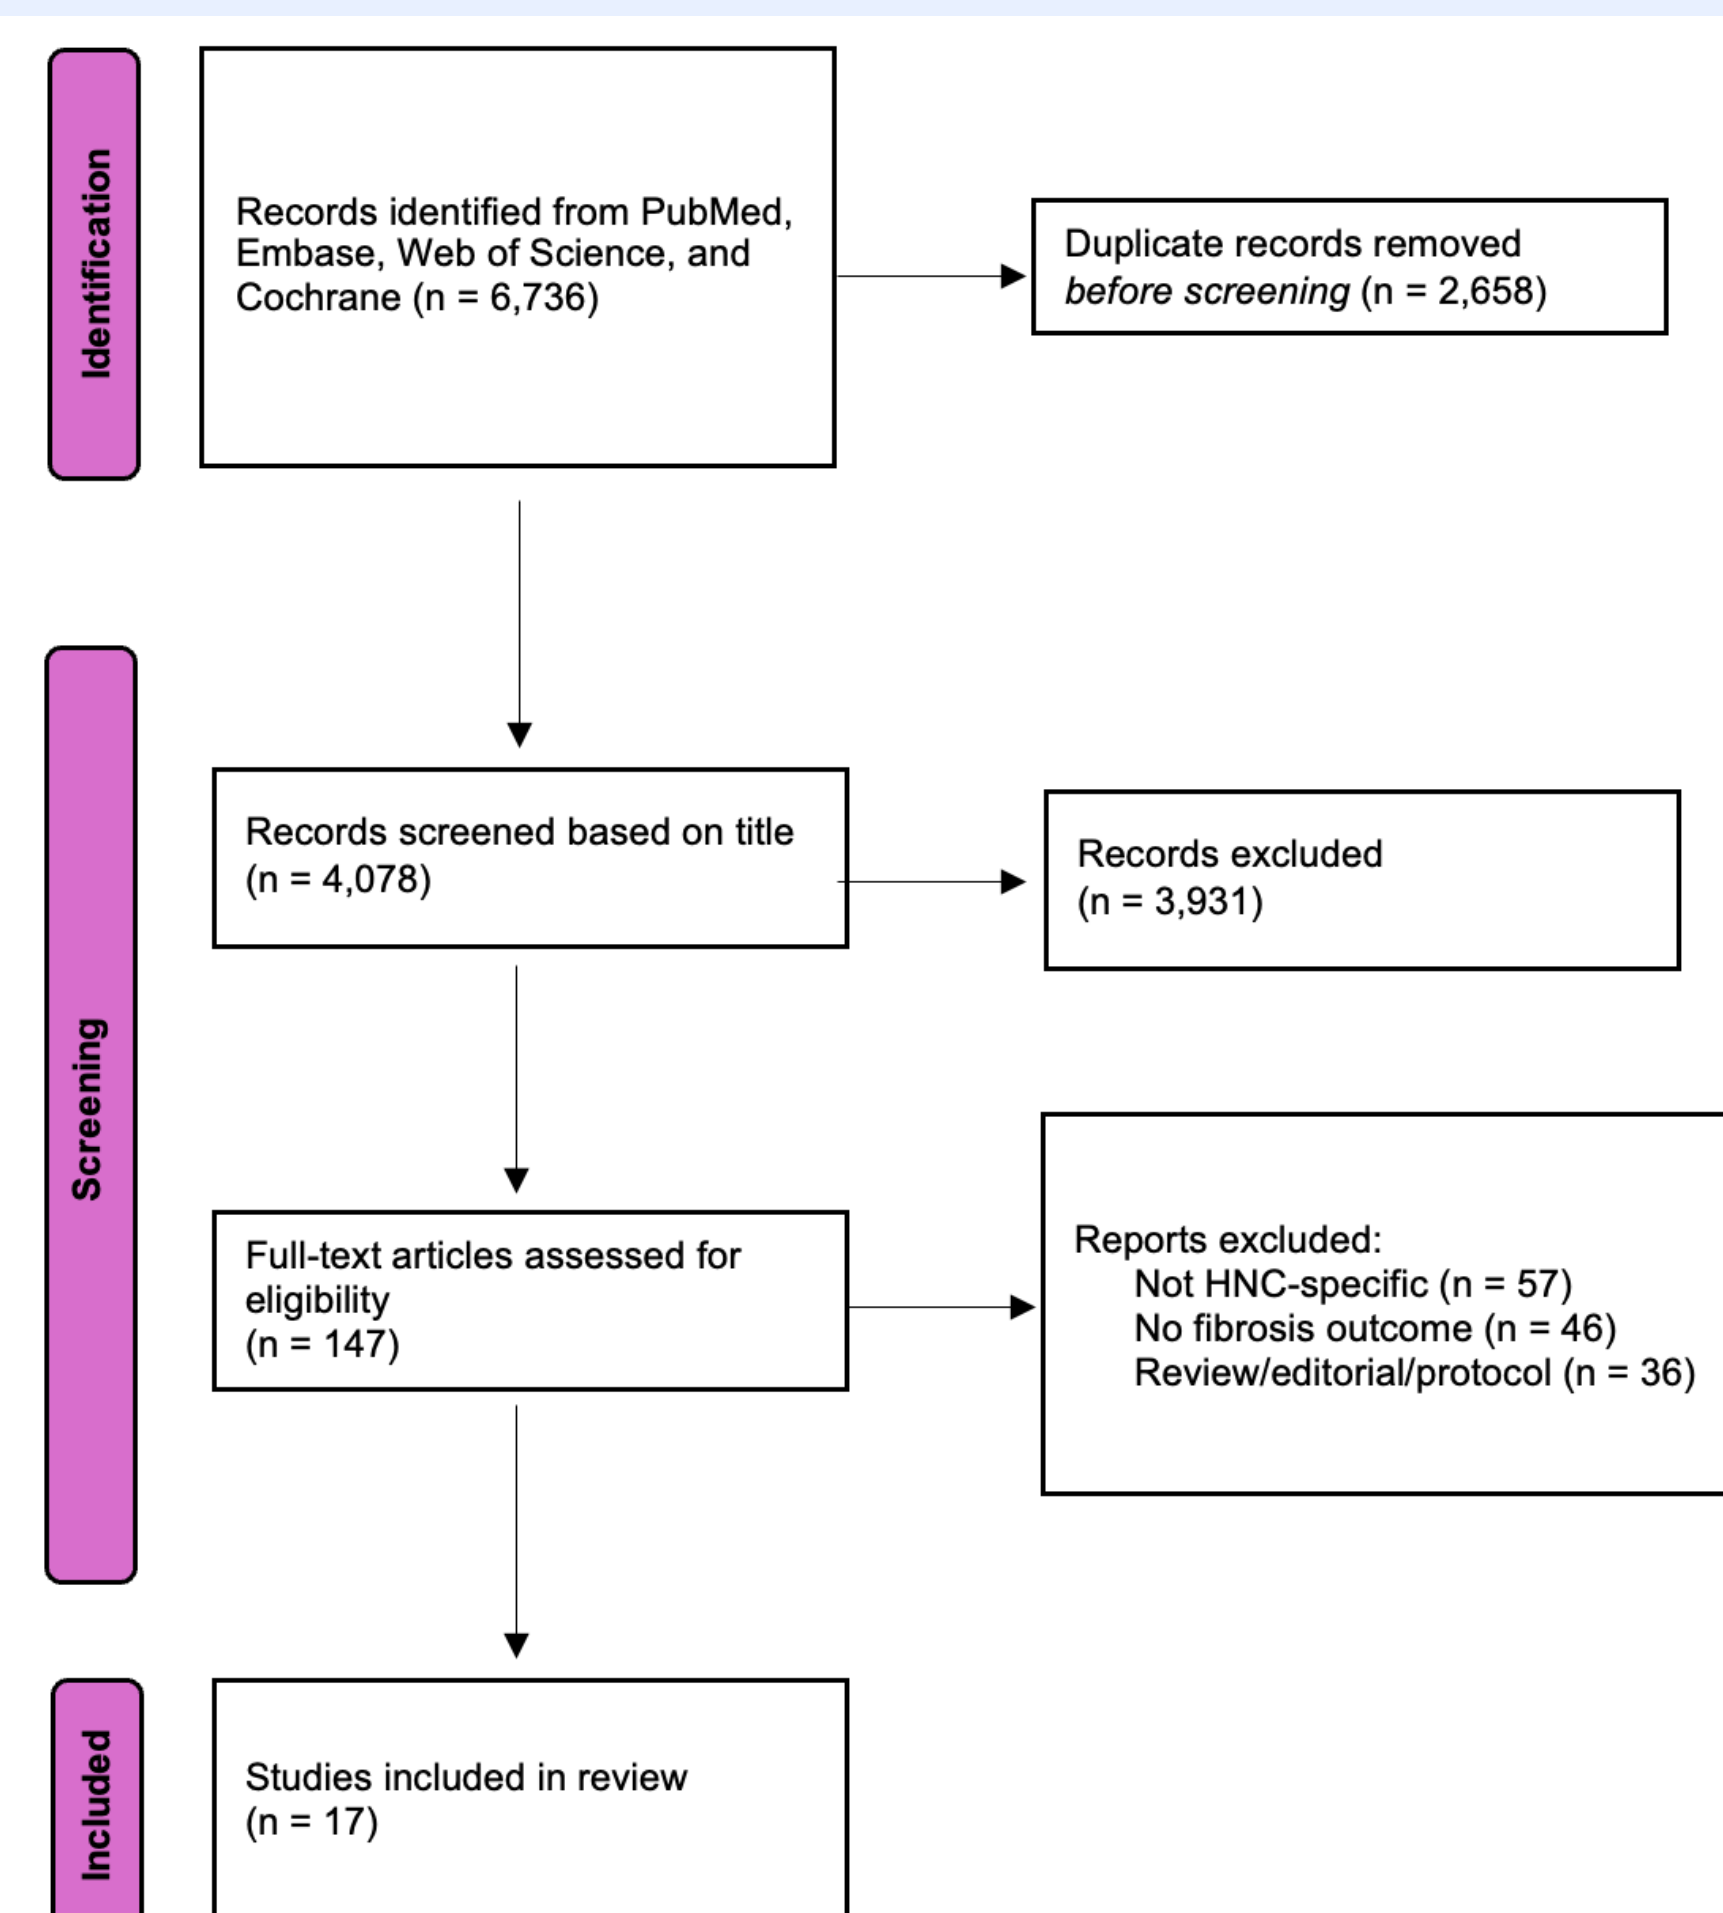 Identification
Records identified from PubMed,
Embase, Web of Science, and
Cochrane (n = 6,736)
Duplicate records removed
before screening (n = 2,658)
Screening
Records screened based on title
(n = 4,078)
Records excluded
(n = 3,931)
Full-text articles assessed for
eligibility
(n = 147)
Reports excluded:
Not HNC-specific (n = 57)
No fibrosis outcome (n = 46)
Review/editorial/protocol (n = 36)
Included
Studies included in review
(n = 17)